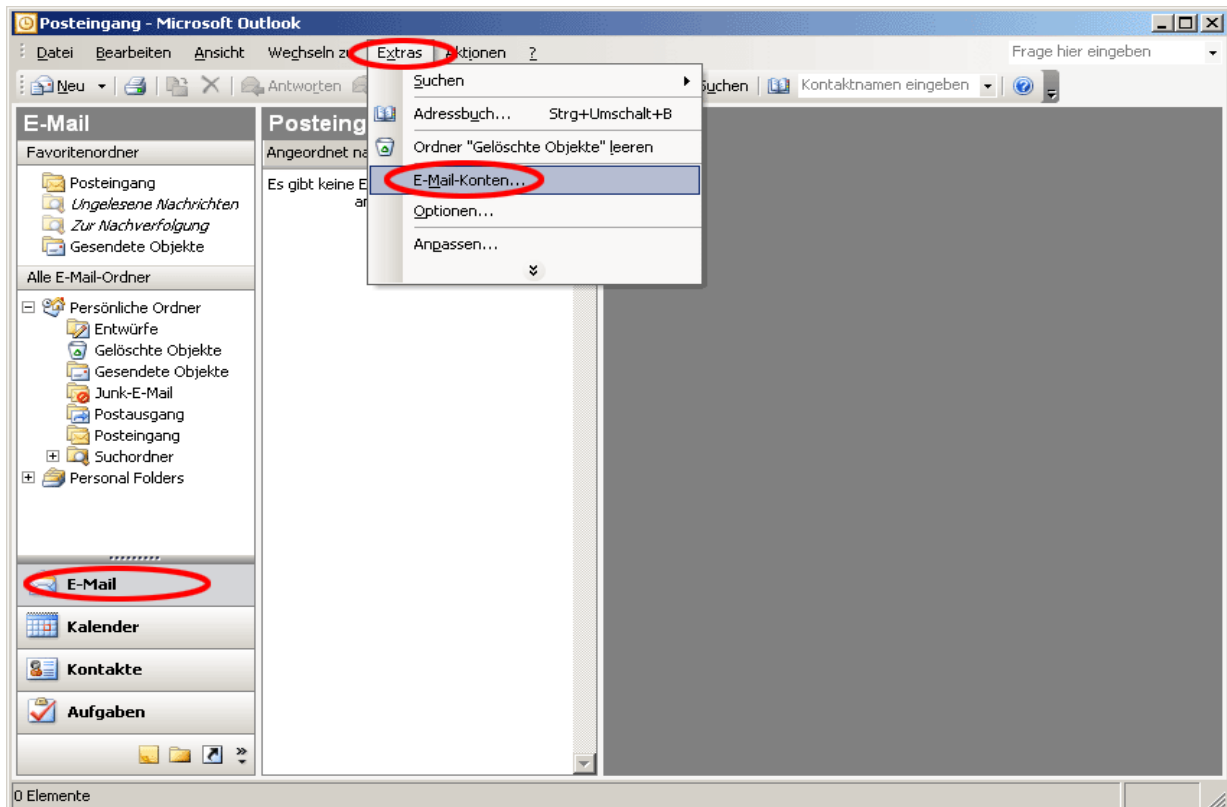 Posteingang - Microsoft Outlook
Datei Bearbeiten Ansicht Wechseln zu Extras Aktionen ? Frage hier eingeben
Neu Antworten Suchen Kontaktnamen eingeben
E-Mail
Favoritenordner
Posteingang
Ungelesene Nachrichten
Zur Nachverfolgung
Gesendete Objekte
Alle E-Mail-Ordner
Persönliche Ordner
Entwürfe
Gelöschte Objekte
Gesendete Objekte
Junk-E-Mail
Postausgang
Posteingang
Suchordner
Personal Folders
E-Mail
Kalender
Kontakte
Aufgaben
Posteing
Angeordnet na
Es gibt keine E
Suchen
Adressbuch... Strg+Umschalt+B
Ordner "Gelöschte Objekte" leeren
E-Mail-Konten...
Optionen...
Anpassen...
0 Elemente